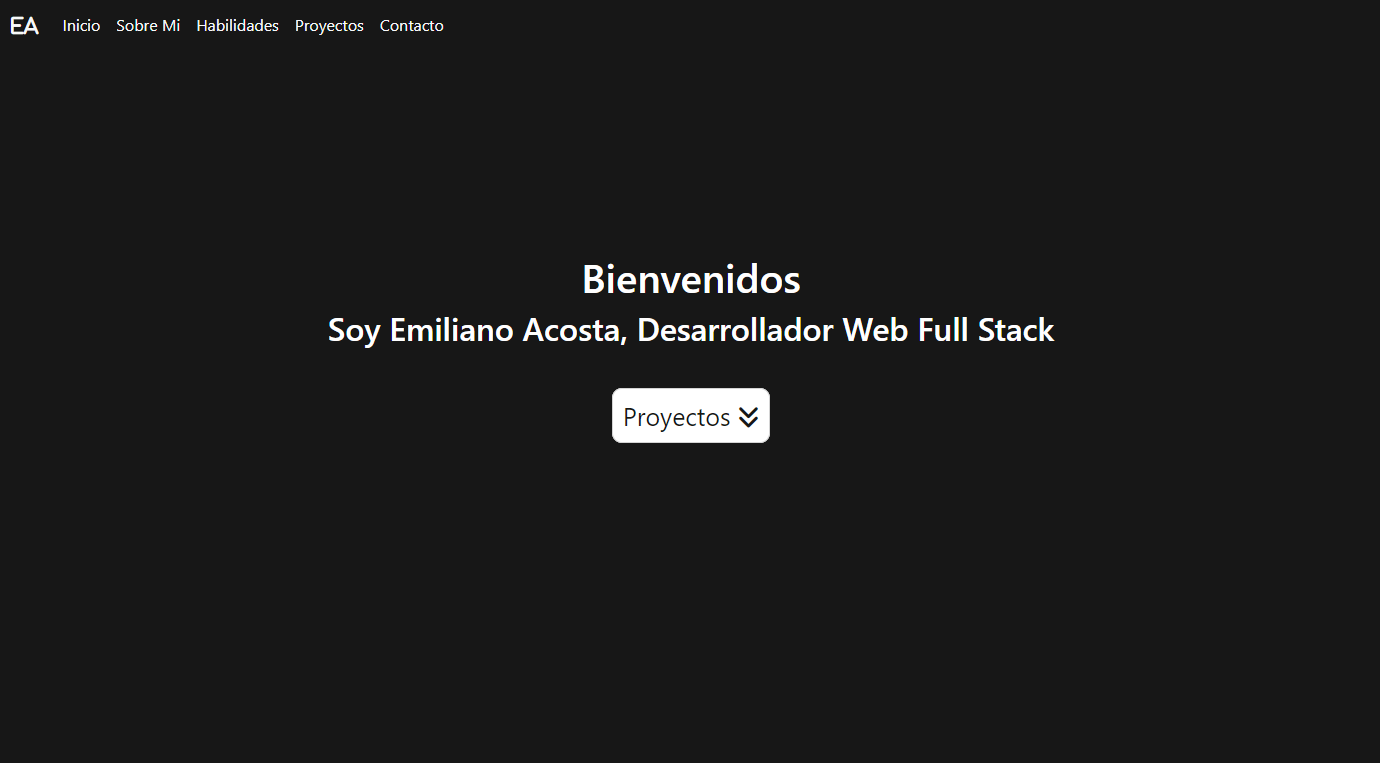 EA Inicio Sobre Mi Habilidades Proyectos Contacto
Bienvenidos
Soy Emiliano Acosta, Desarrollador Web Full Stack
Proyectos